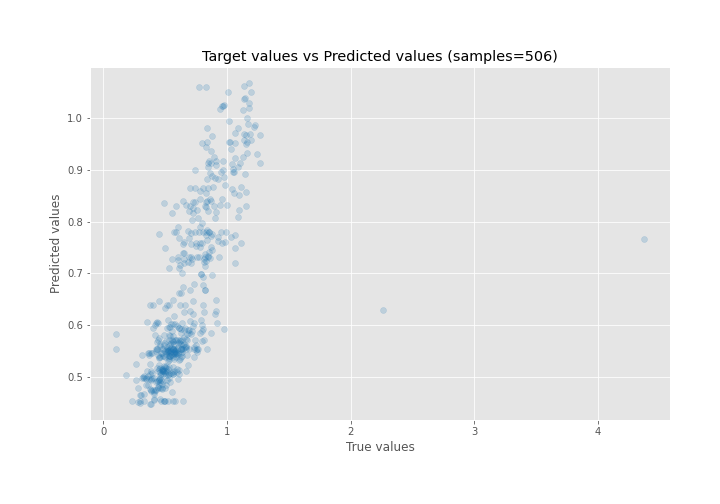 Target values vs Predicted values (samples=506)
Predicted values
1.0
0.9
0.8
0.7
0.6
0.5
0 1 2 3 4
True values